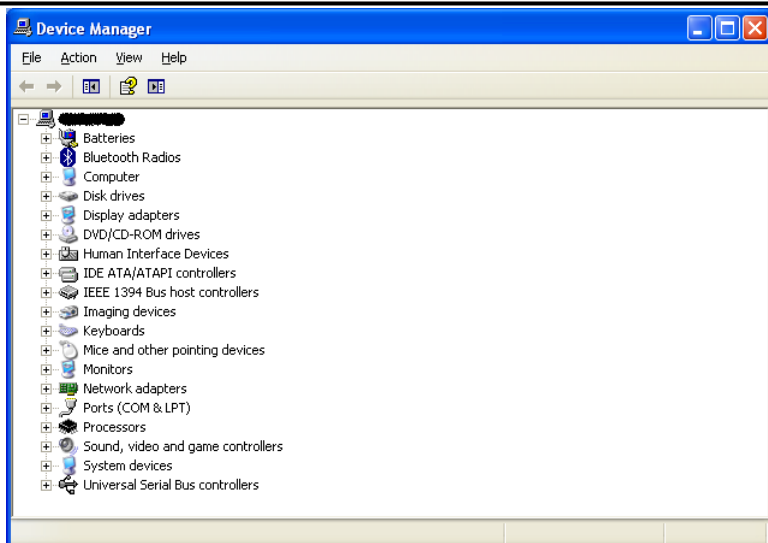 Device Manager
File Action View Help
Batteries
Bluetooth Radios
Computer
Disk drives
Display adapters
DVD/CD-ROM drives
Human Interface Devices
IDE ATA/ATAPI controllers
IEEE 1394 Bus host controllers
Imaging devices
Keyboards
Mice and other pointing devices
Monitors
Network adapters
Ports (COM & LPT)
Processors
Sound, video and game controllers
System devices
Universal Serial Bus controllers